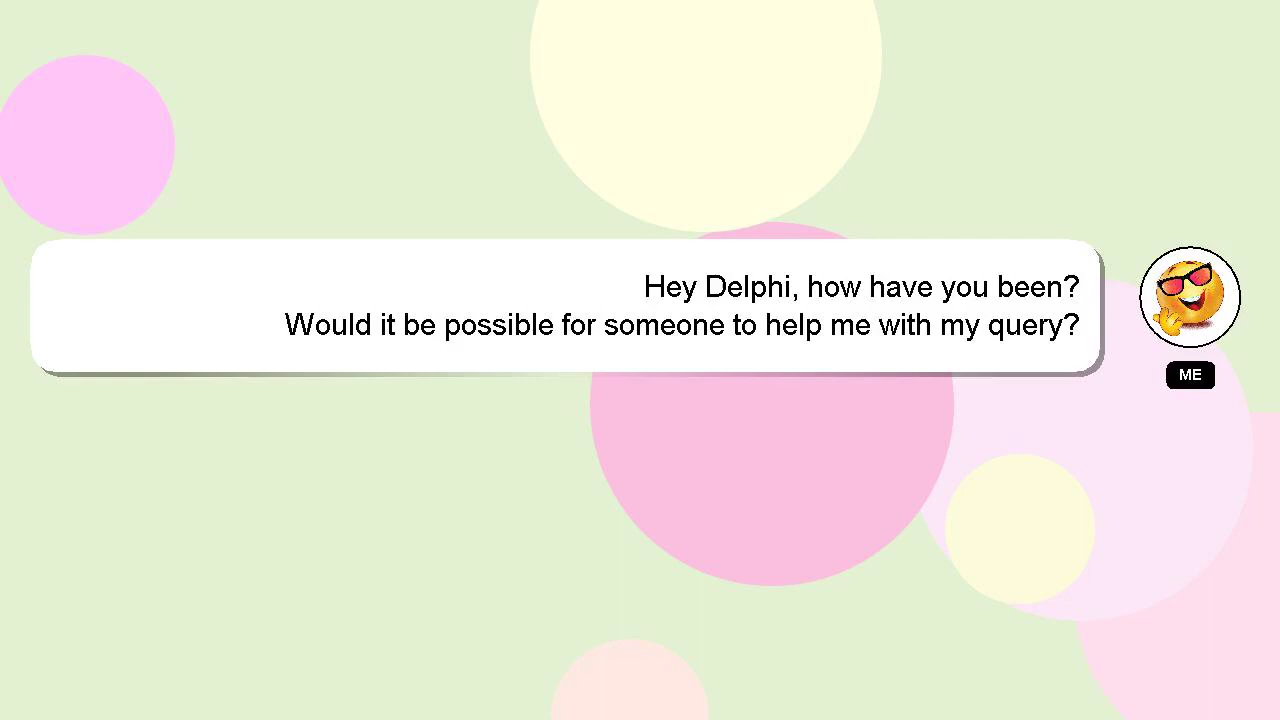 Hey Delphi, how have you been?
Would it be possible for someone to help me with my query?
ME